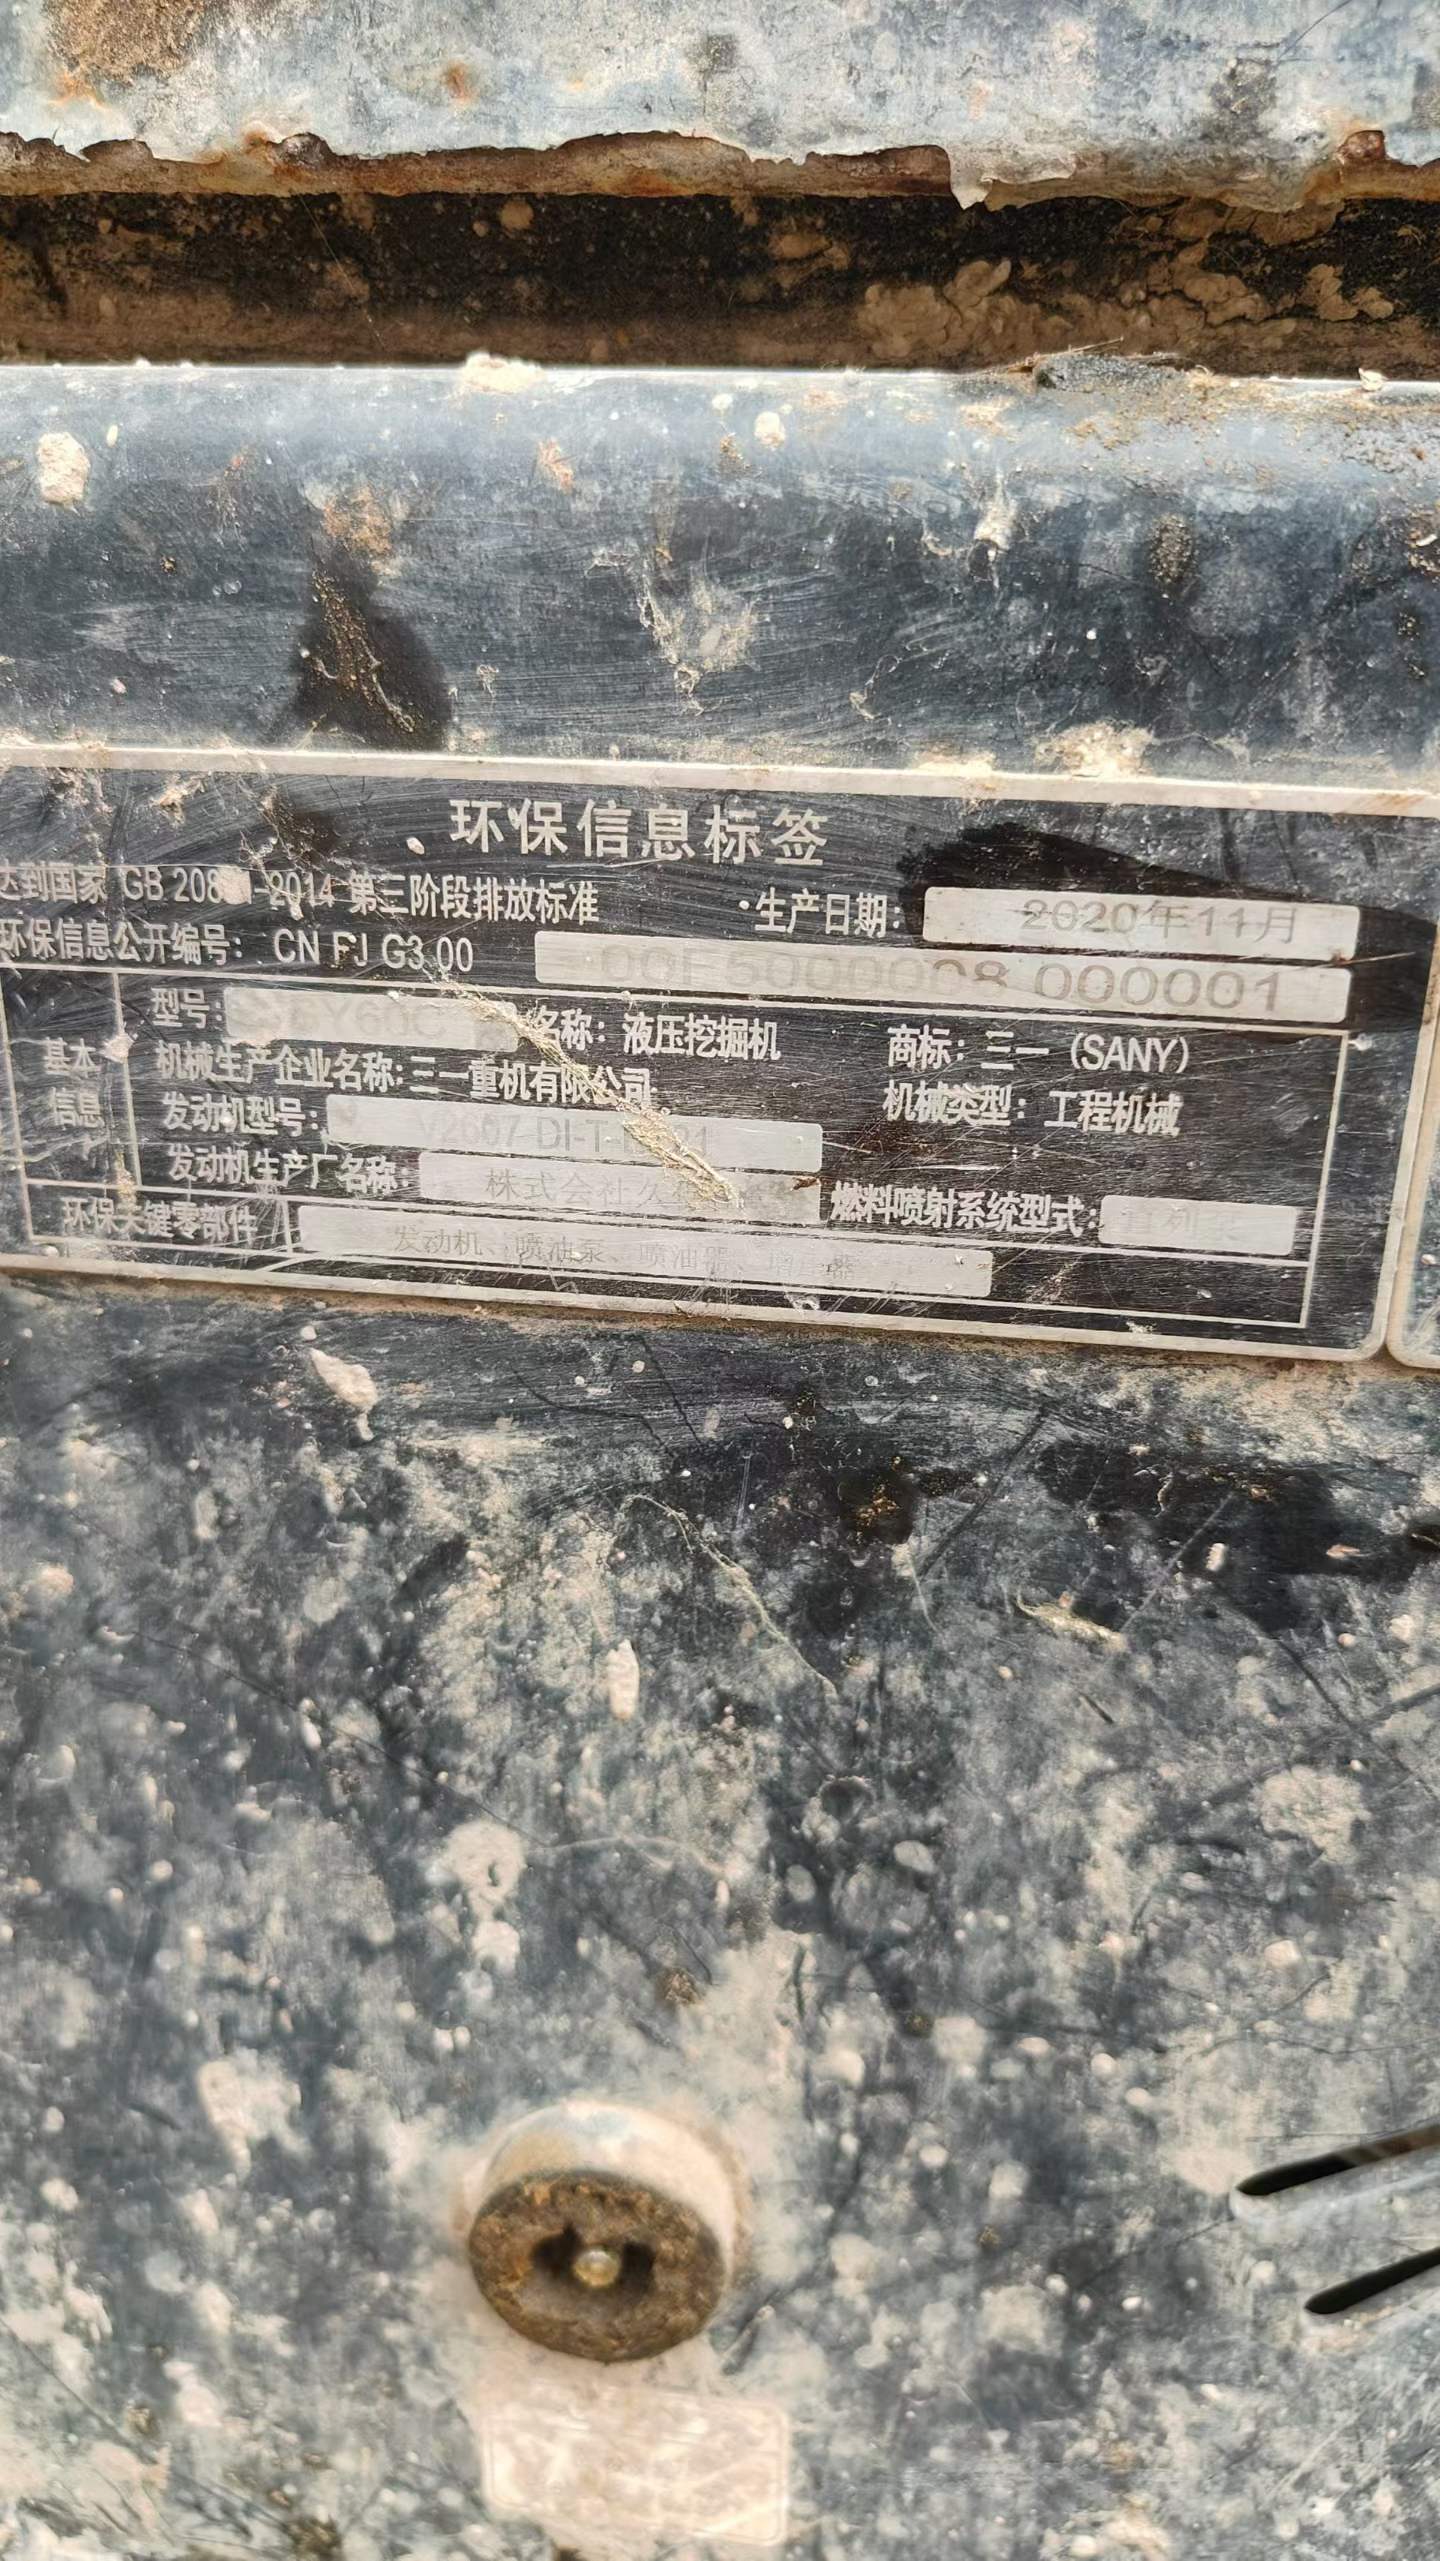 环保信息标签
达到国家 GB 208 1-2014 第三阶段排放标准 生产日期： 2020年11月
环保信息公开编号： CN FJ G3 00 000001
型号： Y60C 名称：液压挖掘机 商标：三一（SANY）
基本信息
机械生产企业名称：三一重机有限公司 机械类型：工程机械
发动机型号： V2607 DI-T
发动机生产厂名称： 株式会社久 燃料喷射系统型式：
环保关键零部件 发动机、喷油泵、喷油器、